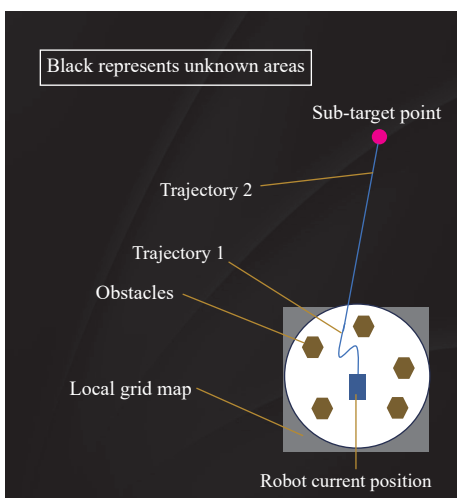 Black represents unknown areas
Sub-target point
Trajectory 2
Trajectory 1
Obstacles
Local grid map
Robot current position